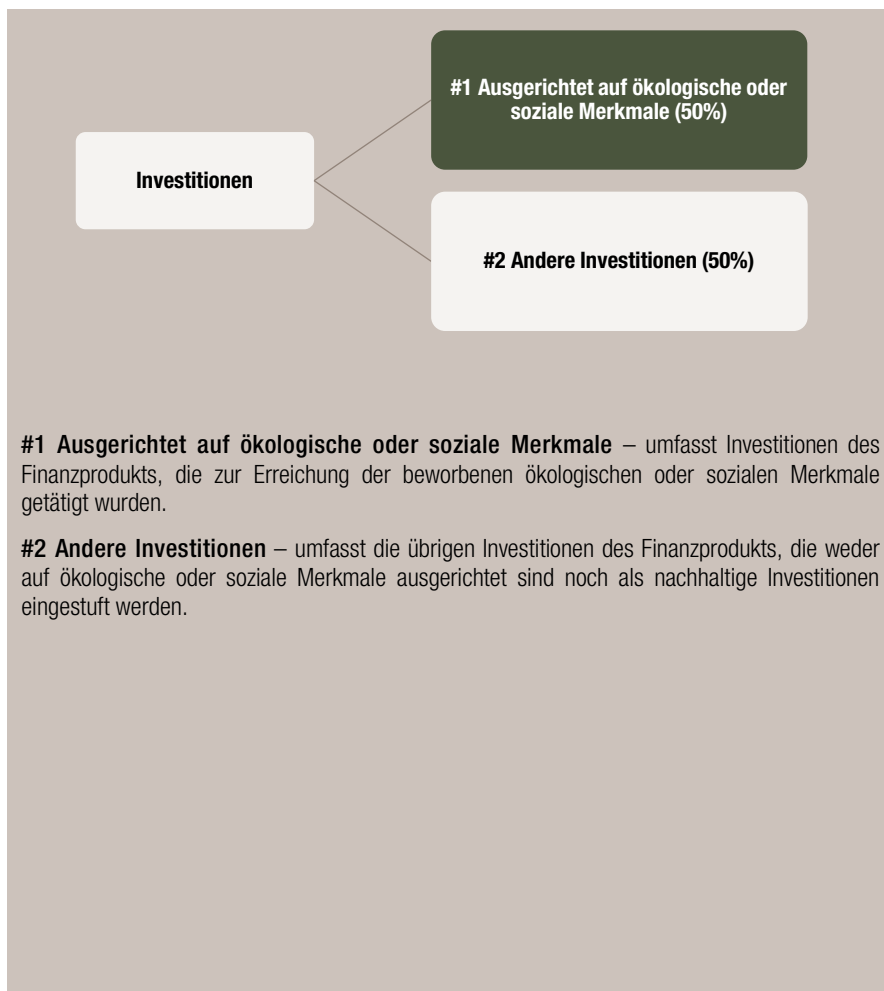 #1 Ausgerichtet auf ökologische oder
soziale Merkmale (50%)
Investitionen
#2 Andere Investitionen (50%)
#1 Ausgerichtet auf ökologische oder soziale Merkmale – umfasst Investitionen des
Finanzprodukts, die zur Erreichung der beworbenen ökologischen oder sozialen Merkmale
getätigt wurden.
#2 Andere Investitionen – umfasst die übrigen Investitionen des Finanzprodukts, die weder
auf ökologische oder soziale Merkmale ausgerichtet sind noch als nachhaltige Investitionen
eingestuft werden.